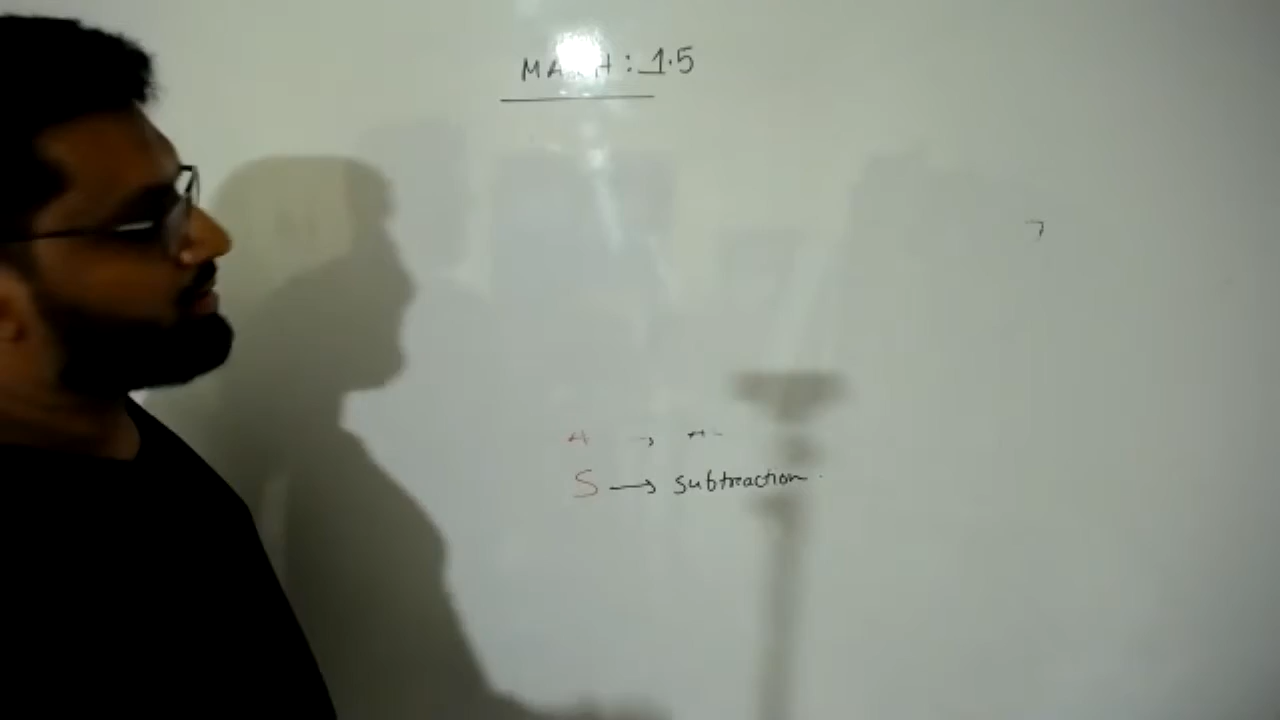 MATH: 1.5
S → subtraction.